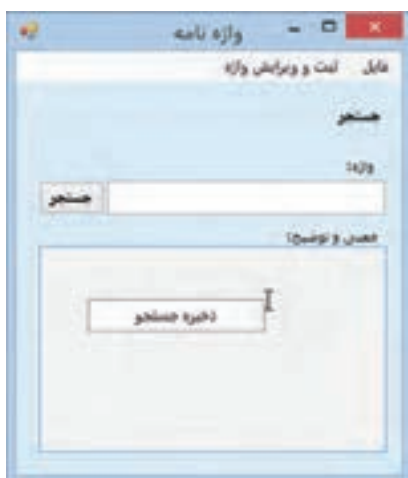 واژه نامه
فایل ثبت و ویرایش واژه
جستجو
واژه:
جستجو
معنی و توضیح:
ذخیره جستجو